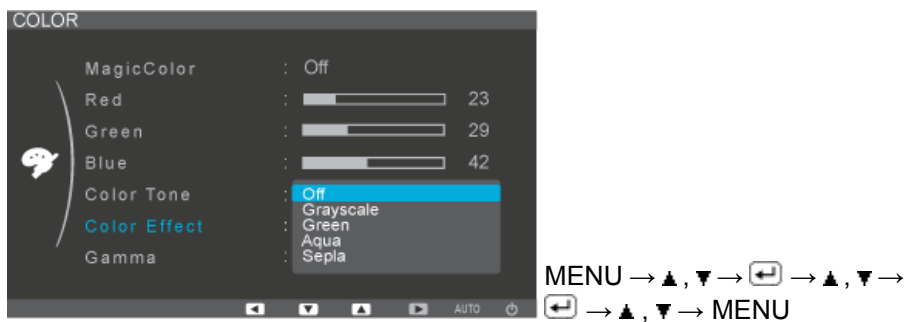 COLOR
MagicColor : Off
Red : 23
Green : 29
Blue : 42
Color Tone :
Color Effect :
Gamma :
Off
Grayscale
Green
Aqua
Sepla
AUTO
MENU → ▲ , ▼ → ↵ → ▲ , ▼ →
↵ → ▲ , ▼ → MENU